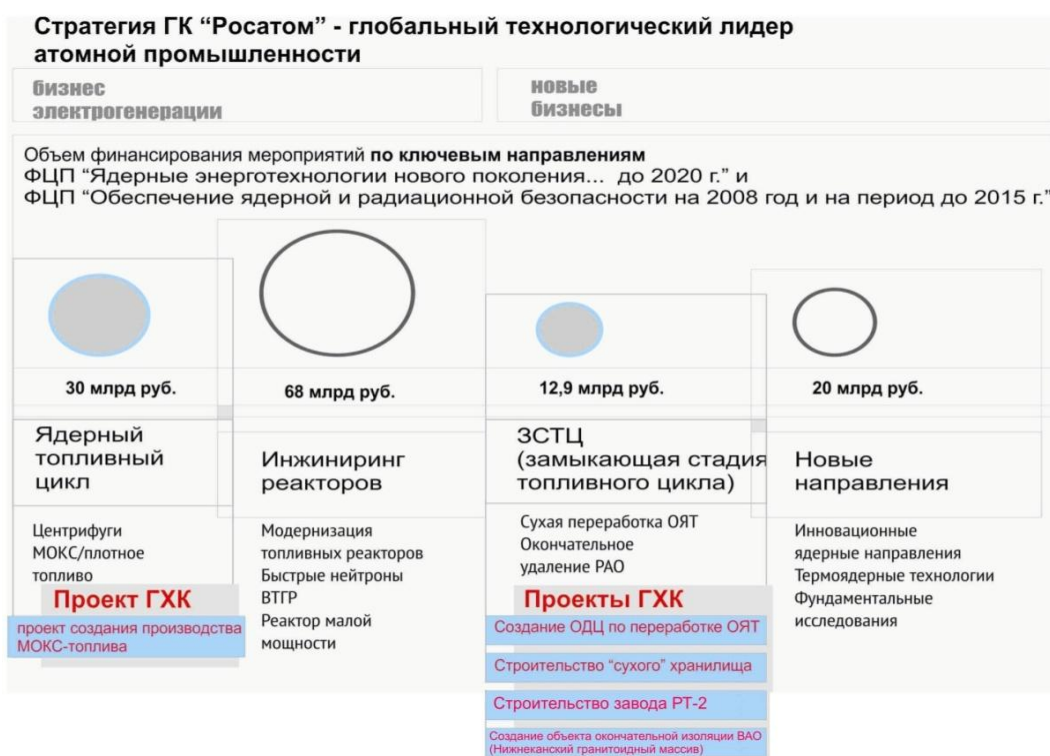 Стратегия ГК “Росатом” - глобальный технологический лидер
атомной промышленности
бизнес
электрогенерации
новые
бизнесы
Объем финансирования мероприятий по ключевым направлениям
ФЦП “Ядерные энерготехнологии нового поколения... до 2020 г.” и
ФЦП “Обеспечение ядерной и радиационной безопасности на 2008 год и на период до 2015 г.”
30 млрд руб.
Ядерный
топливный
цикл
Центрифуги
МОКС/плотное
топливо
Проект ГХК
проект создания производства
МОКС-топлива
68 млрд руб.
Инжиниринг
реакторов
Модернизация
топливных реакторов
Быстрые нейтроны
ВТГР
Реактор малой
мощности
12,9 млрд руб.
ЗСТЦ
(замыкающая стадия
топливного цикла)
Сухая переработка ОЯТ
Окончательное
удаление РАО
Проекты ГХК
Создание ОДЦ по переработке ОЯТ
Строительство “сухого” хранилища
Строительство завода РТ-2
Создание объекта окончательной изоляции ВАО
(Нижнеканский гранитоидный массив)
20 млрд руб.
Новые
направления
Инновационные
ядерные направления
Термоядерные технологии
Фундаментальные
исследования